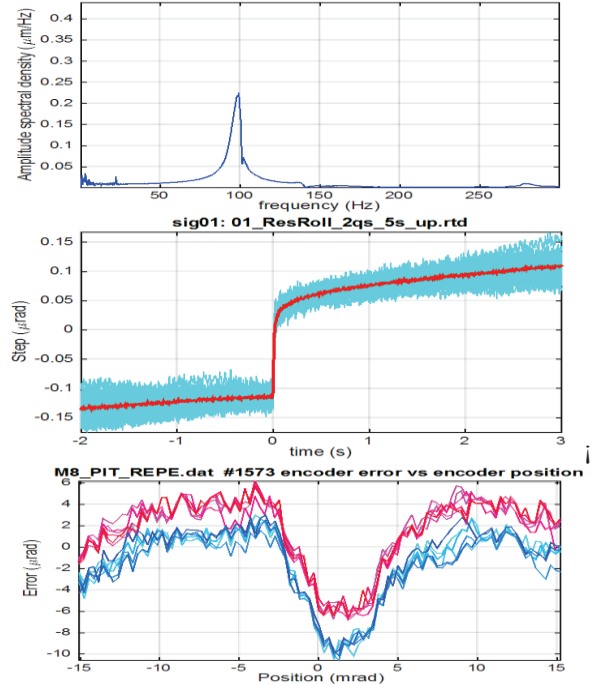 Amplitude spectral density (μm/Hz)
0.4
0.35
0.3
0.25
0.2
0.15
0.1
0.05
50 100 150 200 250
frequency (Hz)
sig01: 01_ResRoll_2qs_5s_up.rtd
Step (μrad)
0.15
0.1
0.05
0
-0.05
-0.1
-0.15
-2 -1 0 1 2 3
time (s)
¡
M8_PIT_REPE.dat #1573 encoder error vs encoder position
Error (μrad)
6
4
2
0
-2
-4
-6
-8
-10
-15 -10 -5 0 5 10 15
Position (mrad)